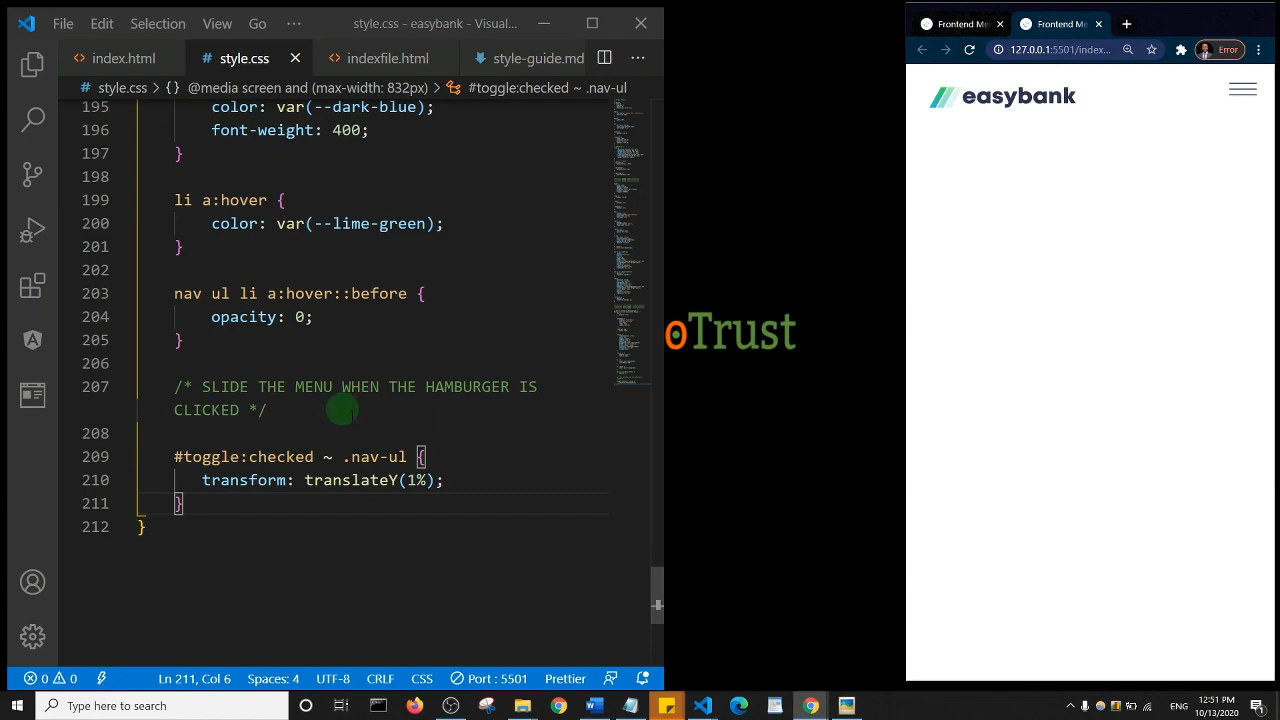 File Edit View ··· style.css - easybank - Visual...
index.html
style.css
le-guide.md
style.css > {} @media screen and (max-width: 832px) > #toggle:checked ~ .nav-ul
195 color: var(--dark-blue);
196 font-weight: 400;
197 }
198
199 li a:hover {
200 color: var(--lime-green);
201 }
202
203 nav ul li a:hover::before {
204 opacity: 0;
205 }
206
207 /* SLIDE THE MENU WHEN THE HAMBURGER IS
CLICKED */
208
209 #toggle:checked ~ .nav-ul {
210 transform: translateY(1%);
211 }
212 }
0 0 Ln 211, Col 6 Spaces: 4 UTF-8 CRLF CSS Port : 5501 Prettier
oTrust
Frontend Me Frontend Me
127.0.0.1:5501/index... Error
easybank
Type here to search
ENG
12:51 PM
10/13/2020
1